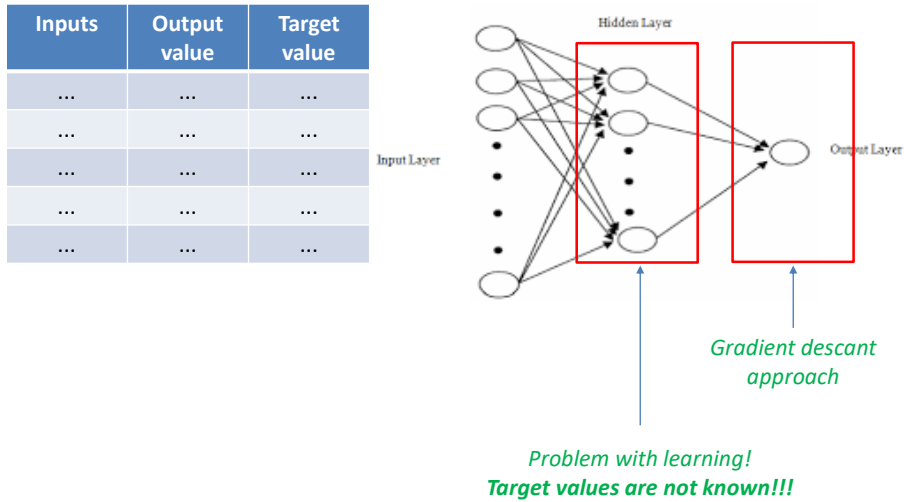 Inputs Output value Target value
... ... ...
... ... ...
... ... ...
... ... ...
... ... ...
Hidden Layer
Input Layer
Output Layer
Gradient descant
approach
Problem with learning!
Target values are not known!!!